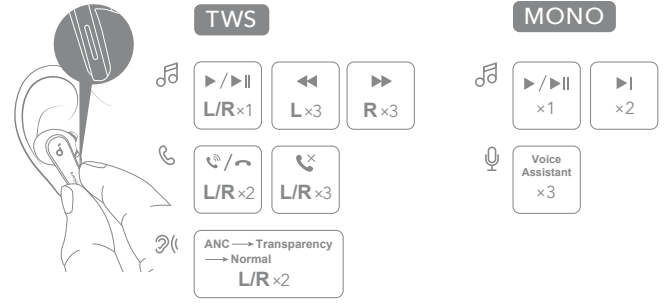 TWS
MONO
L/R×1
L×3
R×3
×1
×2
L/R×2
L/R×3
Voice
Assistant
×3
ANC → Transparency
→ Normal
L/R×2